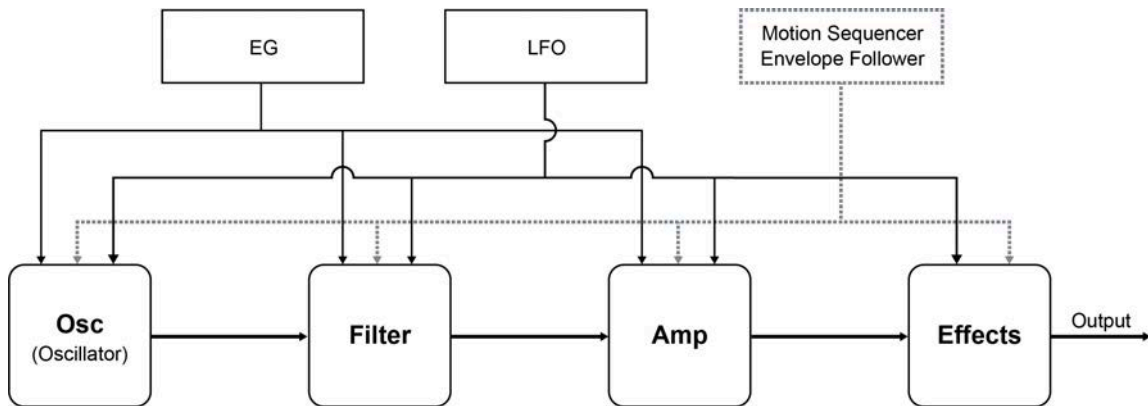 EG
LFO
Motion Sequencer
Envelope Follower
Osc
(Oscillator)
Filter
Amp
Effects
Output